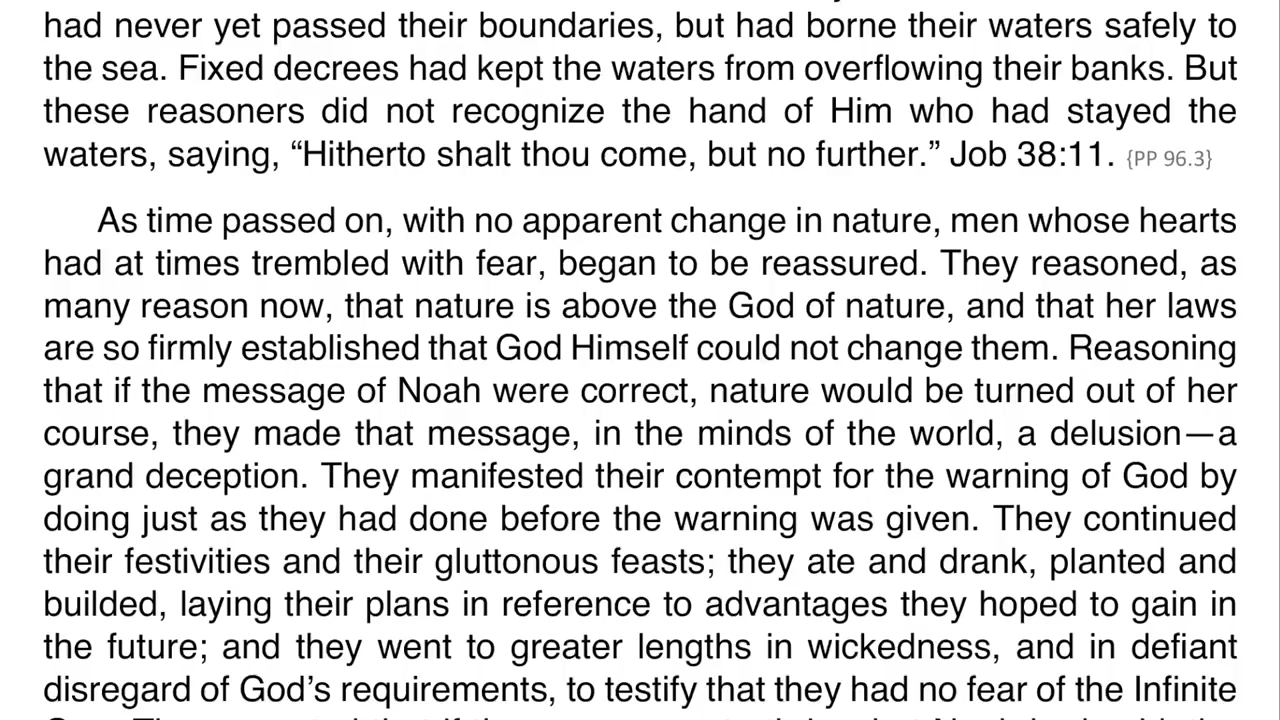 had never yet passed their boundaries, but had borne their waters safely to
the sea. Fixed decrees had kept the waters from overflowing their banks. But
these reasoners did not recognize the hand of Him who had stayed the
waters, saying, “Hitherto shalt thou come, but no further.” Job 38:11. {PP 96.3}
As time passed on, with no apparent change in nature, men whose hearts
had at times trembled with fear, began to be reassured. They reasoned, as
many reason now, that nature is above the God of nature, and that her laws
are so firmly established that God Himself could not change them. Reasoning
that if the message of Noah were correct, nature would be turned out of her
course, they made that message, in the minds of the world, a delusion—a
grand deception. They manifested their contempt for the warning of God by
doing just as they had done before the warning was given. They continued
their festivities and their gluttonous feasts; they ate and drank, planted and
builded, laying their plans in reference to advantages they hoped to gain in
the future; and they went to greater lengths in wickedness, and in defiant
disregard of God’s requirements, to testify that they had no fear of the Infinite